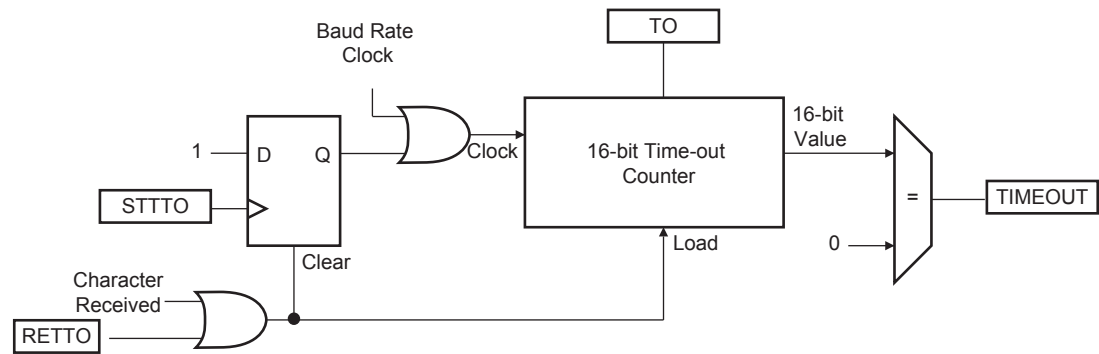 TO
Baud Rate
Clock
16-bit
Value
1
D
Q
Clock
16-bit Time-out
Counter
STTTO
=
TIMEOUT
Clear
Load
0
Character
Received
RETTO